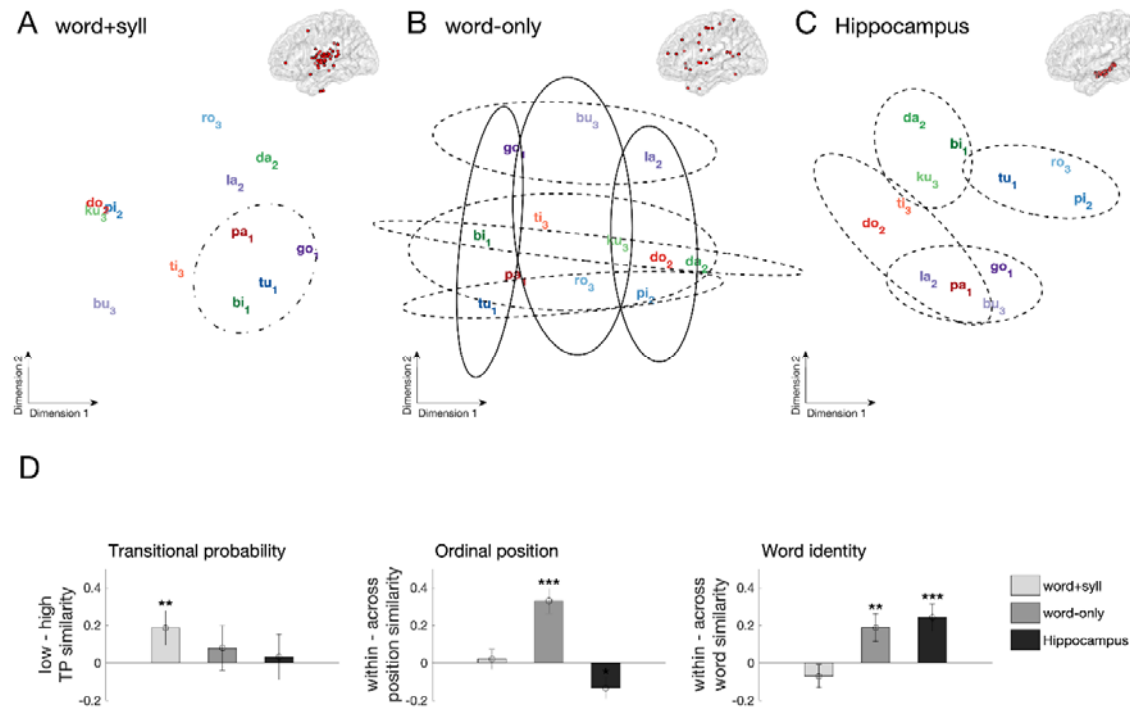 A word+syll
B word-only
C Hippocampus
ro3
da2
la2
do2
ku3
pi2
pa1
go1
ti3
tu1
bi1
bu3
Dimension 2
Dimension 1
bu3
go1
la2
ti3
bi1
ku3
do2
da2
pa1
ro3
pi2
tu1
Dimension 2
Dimension 1
da2
bi1
ro3
ku3
tu1
pi2
ti3
do2
go1
la2
pa1
bu3
Dimension 2
Dimension 1
D
Transitional probability
low - high
TP similarity
0.4
0.2
0
-0.2
**
Ordinal position
within - across
position similarity
0.4
0.2
0
-0.2
***
*
Word identity
within - across
word similarity
0.4
0.2
0
-0.2
**
***
word+syll
word-only
Hippocampus